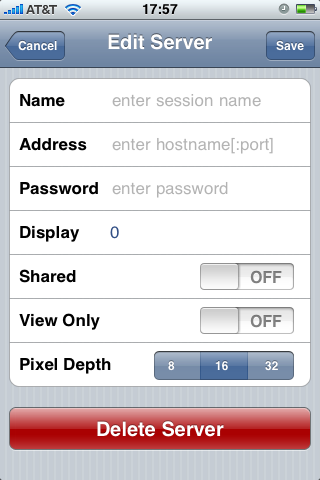 AT&T 17:57
Cancel Edit Server Save
Name enter session name
Address enter hostname[:port]
Password enter password
Display 0
Shared OFF
View Only OFF
Pixel Depth 8 16 32
Delete Server